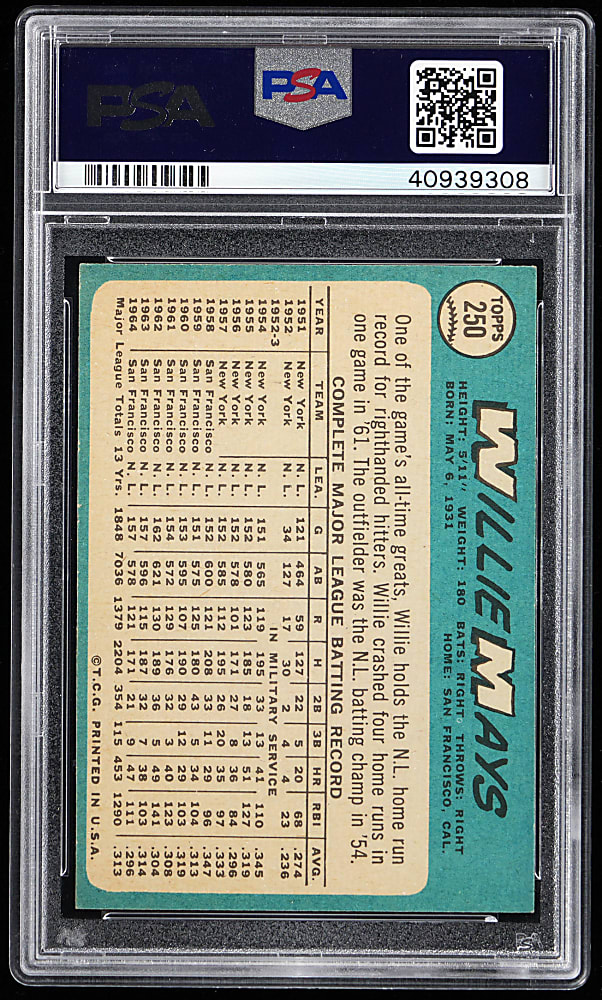 PSA
PSA
40939308
TOPPS
250
WILLIE MAYS
HEIGHT: 5'11" WEIGHT: 180 BATS: RIGHT THROWS: RIGHT
BORN: MAY 6, 1931 HOME: SAN FRANCISCO, CAL.
One of the game's all-time greats, Willie holds the N.L. home run
record for righthanded hitters. Willie crashed four home runs in
one game in '61. The outfielder was the N.L. batting champ in '54.
COMPLETE MAJOR LEAGUE BATTING RECORD
YEAR TEAM LEA. G AB R H 2B 3B HR RBI AVG.
1951 New York N. L. 121 464 59 127 22 5 20 68 .274
1952 New York N. L. 34 127 17 30 2 4 4 23 .236
1952-3 IN MILITARY SERVICE
1954 New York N. L. 151 565 119 195 33 13 41 110 .345
1955 New York N. L. 152 580 123 185 18 13 51 127 .319
1956 New York N. L. 152 578 101 171 27 8 36 84 .296
1957 New York N. L. 152 585 112 195 26 20 35 97 .333
1958 San Francisco N. L. 152 600 121 208 33 11 29 96 .347
1959 San Francisco N. L. 151 575 125 180 43 5 34 104 .313
1960 San Francisco N. L. 153 595 107 190 29 12 29 103 .319
1961 San Francisco N. L. 154 572 129 176 32 3 40 123 .308
1962 San Francisco N. L. 162 621 130 189 36 5 49 141 .304
1963 San Francisco N. L. 157 596 115 187 32 7 38 103 .314
1964 San Francisco N. L. 157 578 121 171 21 9 47 111 .296
Major League Totals 13 Yrs. 1848 7036 1379 2204 354 115 453 1290 .313
©T.C.G. PRINTED IN U.S.A.